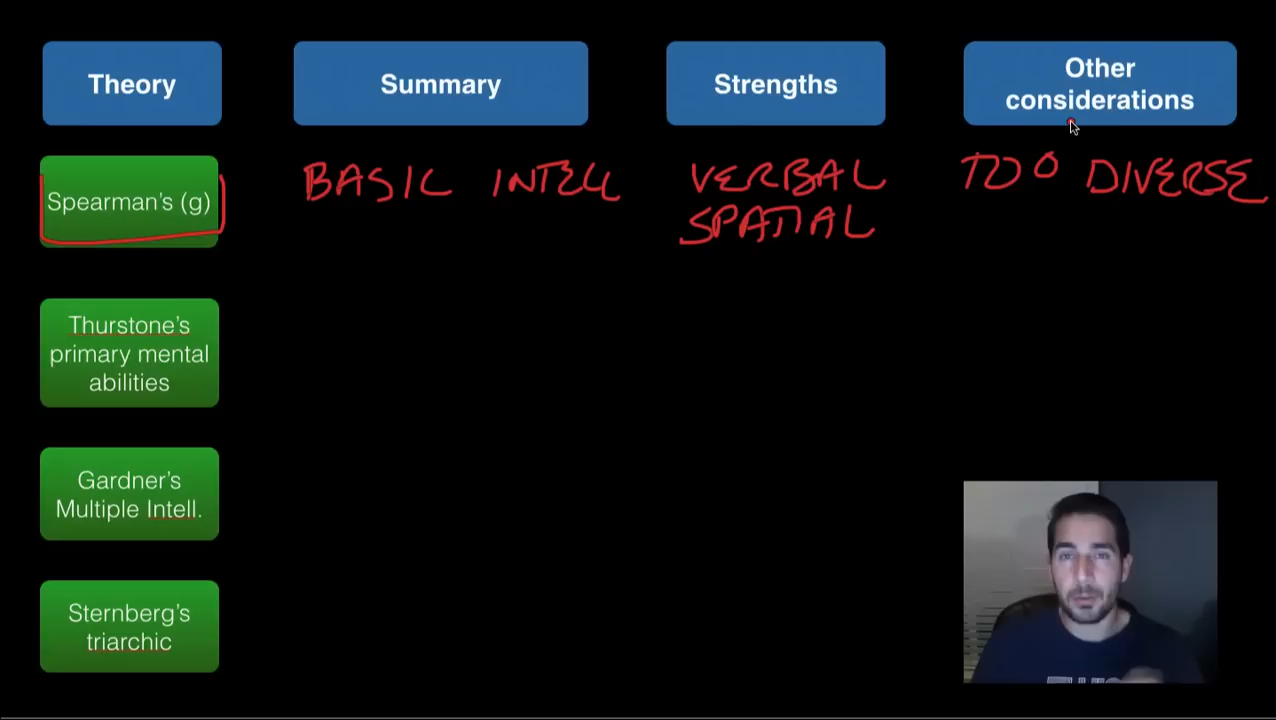 Theory
Summary
Strengths
Other
considerations
Spearman's (g)
BASIC INTELL
VERBAL
SPATIAL
TOO DIVERSE
Thurstone's
primary mental
abilities
Gardner's
Multiple Intell.
Sternberg's
triarchic